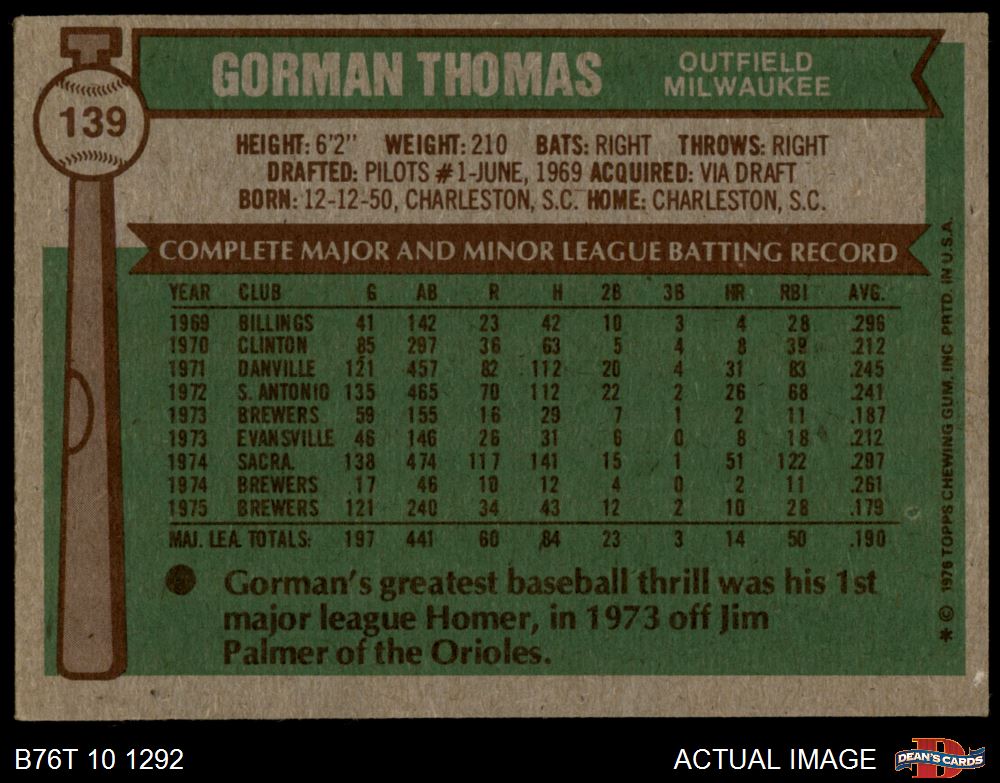 GORMAN THOMAS
OUTFIELD
MILWAUKEE
139
HEIGHT: 6'2" WEIGHT: 210 BATS: RIGHT THROWS: RIGHT
DRAFTED: PILOTS #1-JUNE, 1969 ACQUIRED: VIA DRAFT
BORN: 12-12-50, CHARLESTON, S.C. HOME: CHARLESTON, S.C.
COMPLETE MAJOR AND MINOR LEAGUE BATTING RECORD
YEAR CLUB G AB R H 2B 3B HR RBI AVG.
1969 BILLINGS 41 142 23 42 10 3 4 28 .296
1970 CLINTON 85 297 36 63 5 4 8 39 .212
1971 DANVILLE 121 457 82 112 20 4 31 83 .245
1972 S. ANTONIO 135 465 70 112 22 2 26 68 .241
1973 BREWERS 59 155 16 29 7 1 2 11 .187
1973 EVANSVILLE 46 146 26 31 6 0 8 18 .212
1974 SACRA. 138 474 117 141 15 1 51 122 .297
1974 BREWERS 17 46 10 12 4 0 2 11 .261
1975 BREWERS 121 240 34 43 12 2 10 28 .179
MAJ. LEA. TOTALS: 197 441 60 84 23 3 14 50 .190
Gorman's greatest baseball thrill was his 1st
major league Homer, in 1973 off Jim
Palmer of the Orioles.
* © 1976 TOPPS CHEWING GUM, INC. PRTD. IN U.S.A.
B76T 10 1292
ACTUAL IMAGE
D
DEAN'S CARDS